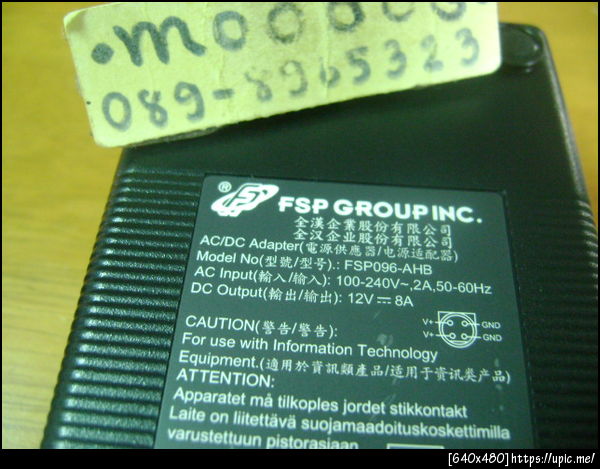 •m00808
089-8965323
® FSP GROUP INC.
全漢企業股份有限公司
全汉企业股份有限公司
AC/DC Adapter(電源供應器/电源适配器)
Model No(型號/型号).: FSP096-AHB
AC Input(輸入/输入): 100-240V~,2A,50-60Hz
DC Output(輸出/输出): 12V⎓8A
CAUTION(警告/警告):
V+ GND
V+ GND
For use with Information Technology
Equipment.(適用於資訊類產品/适用于资讯类产品)
ATTENTION:
Apparatet må tilkoples jordet stikkontakt
Laite on liitettävä suojamaadoituskoskettimilla
varustettuun pistorasiaan
[640x480]https://upic.me/